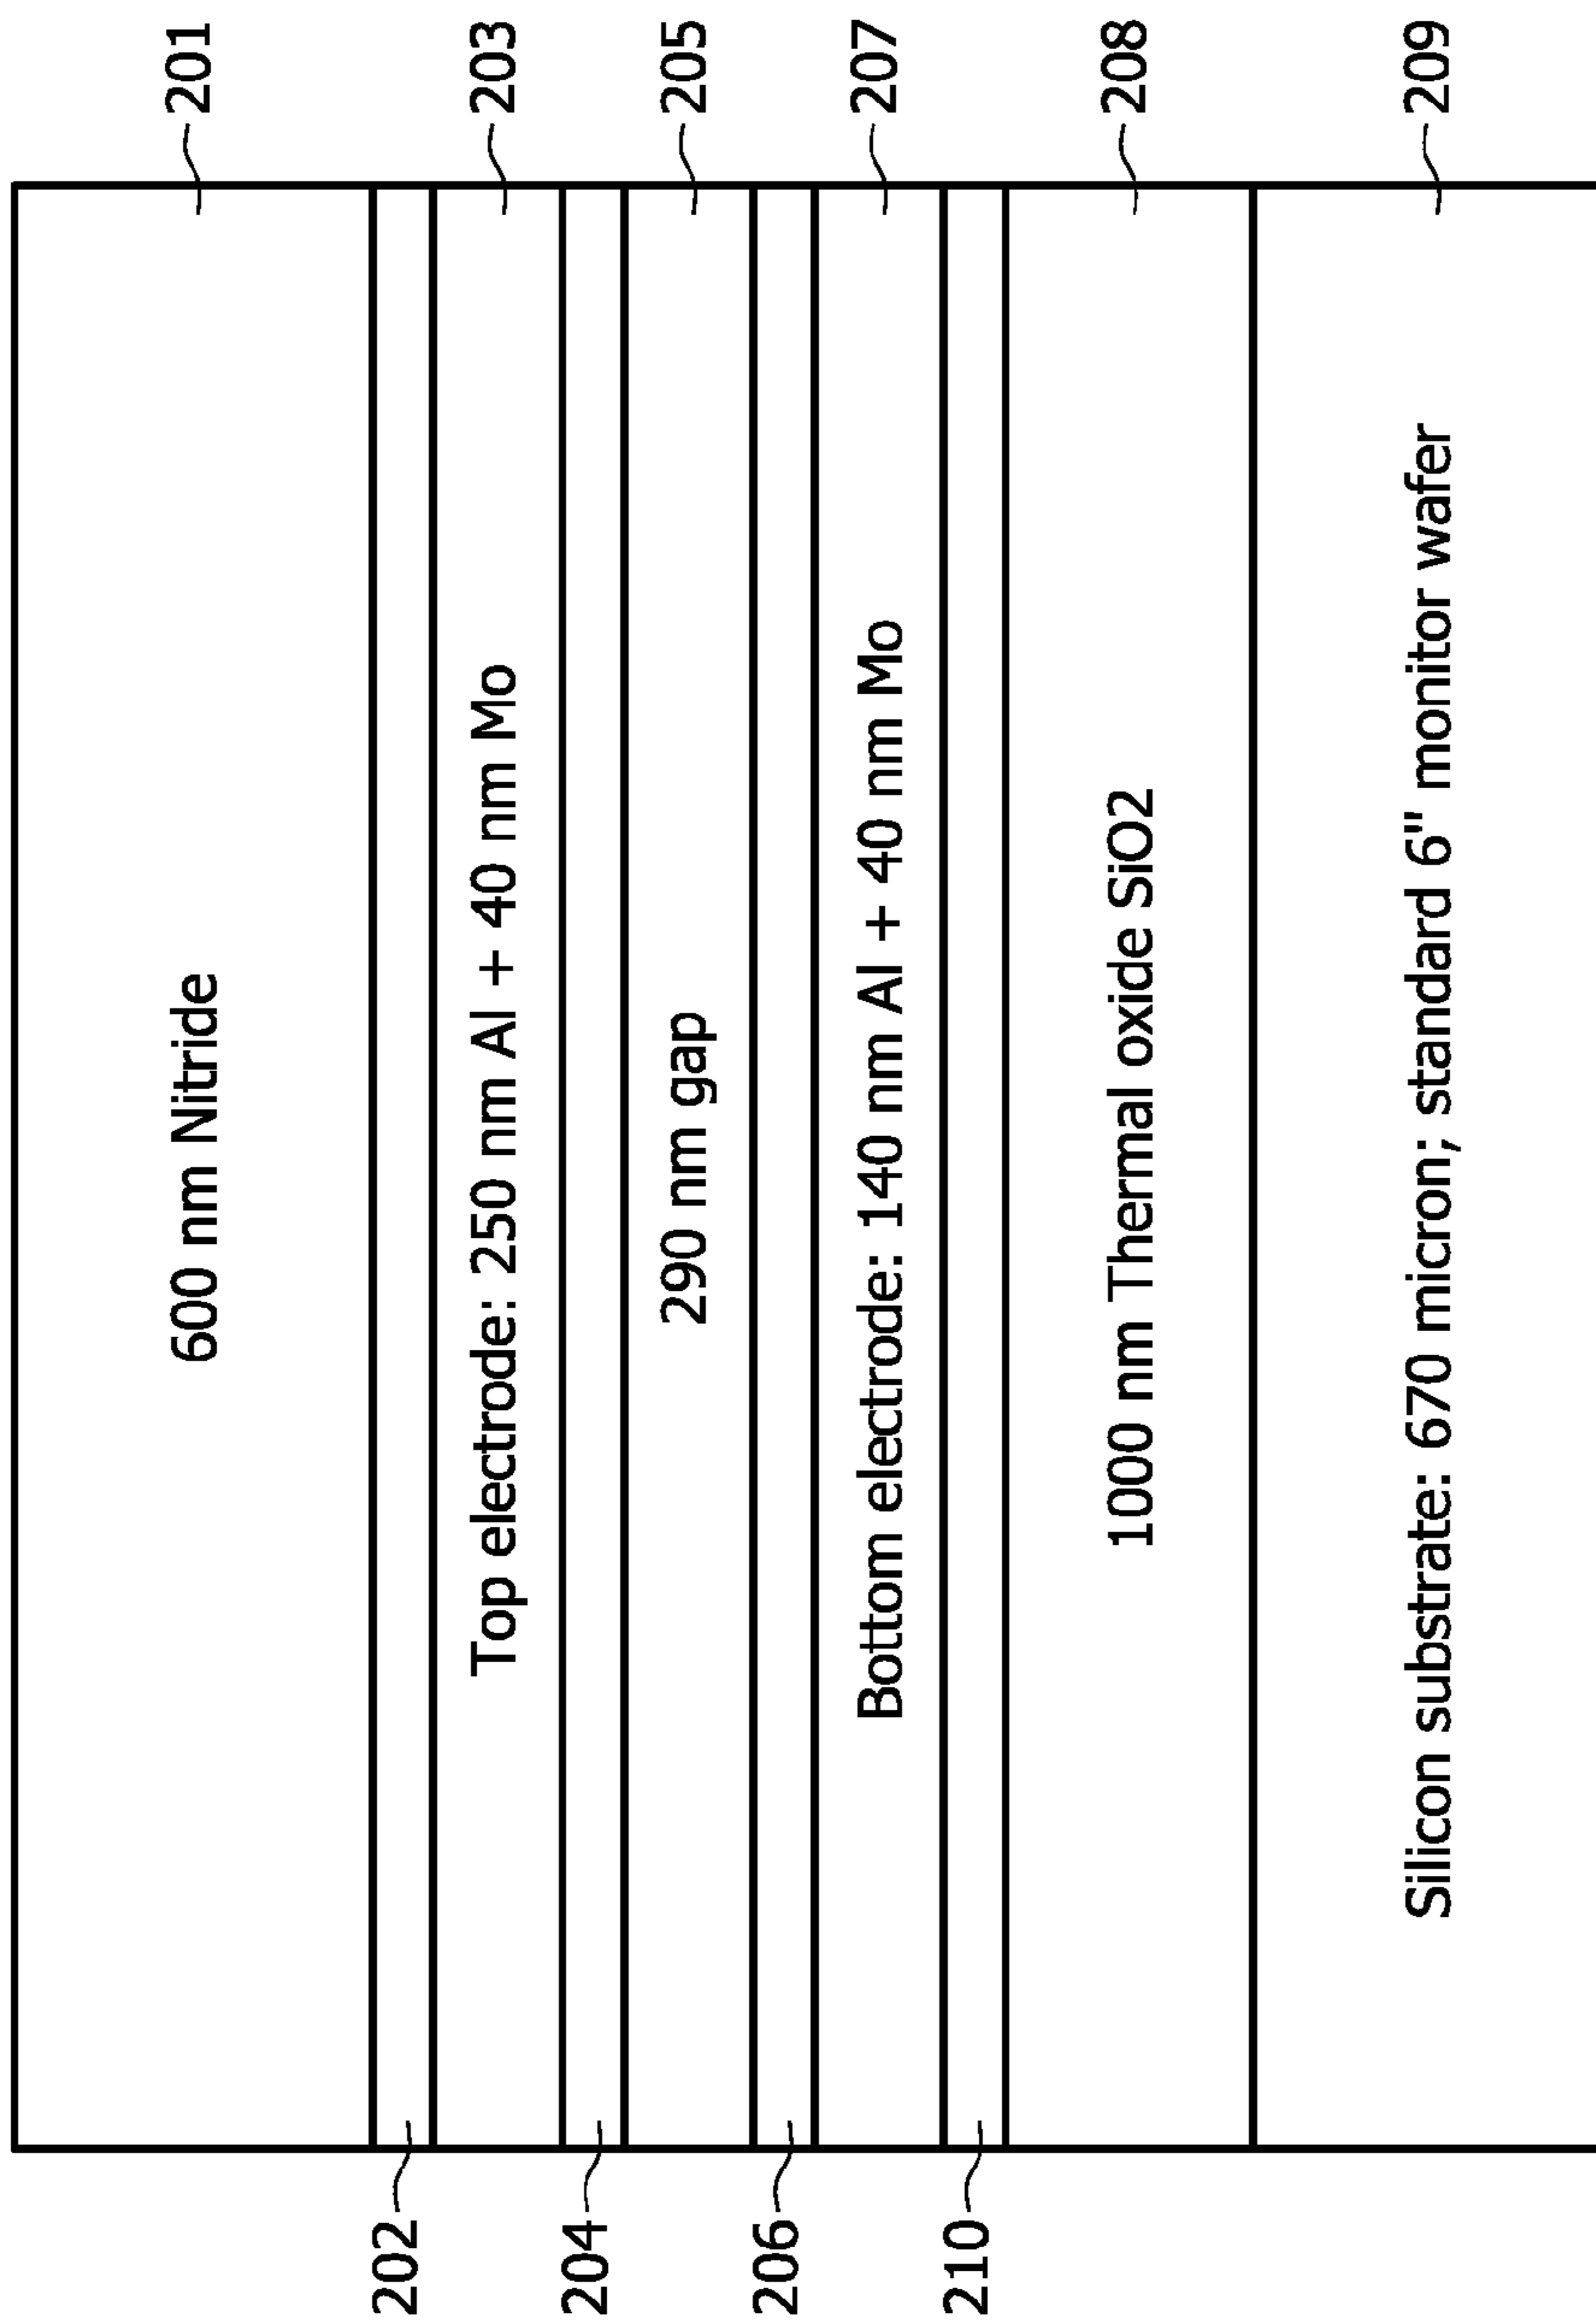 600 nm Nitride
201
202
Top electrode: 250 nm Al + 40 nm Mo
203
204
290 nm gap
205
206
Bottom electrode: 140 nm Al + 40 nm Mo
207
210
1000 nm Thermal oxide SiO2
208
Silicon substrate: 670 micron; standard 6" monitor wafer
209